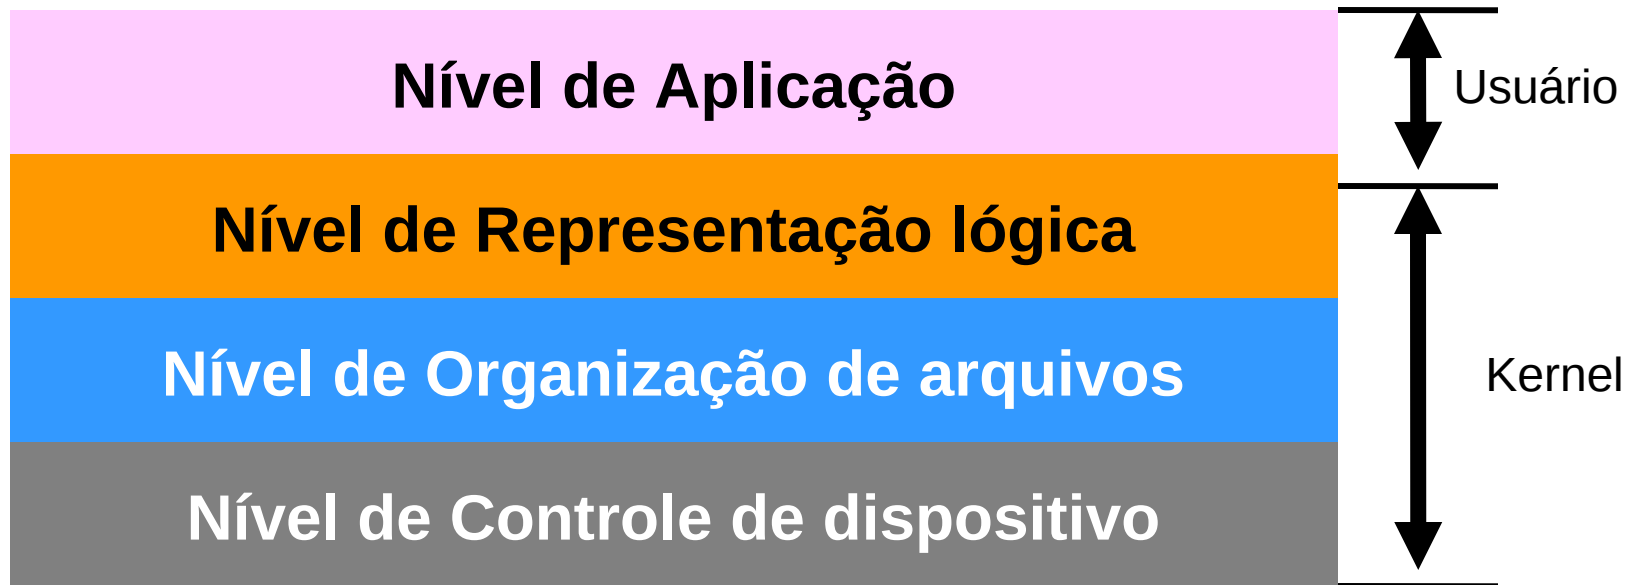 Nível de Aplicação
Usuário
Nível de Representação lógica
Nível de Organização de arquivos
Kernel
Nível de Controle de dispositivo